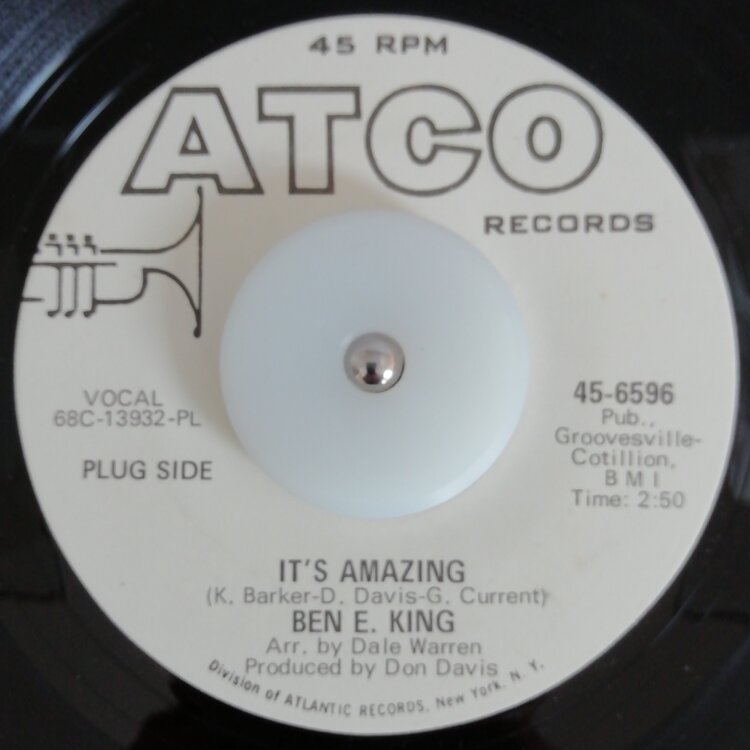 45 RPM
ATCO
RECORDS
VOCAL
68C-13932-PL
PLUG SIDE
45-6596
Pub.,
Groovesville-
Cotillion,
BMI
Time: 2:50
IT'S AMAZING
(K. Barker-D. Davis-G. Current)
BEN E. KING
Arr. by Dale Warren
Produced by Don Davis
Division of ATLANTIC RECORDS, New York, N. Y.